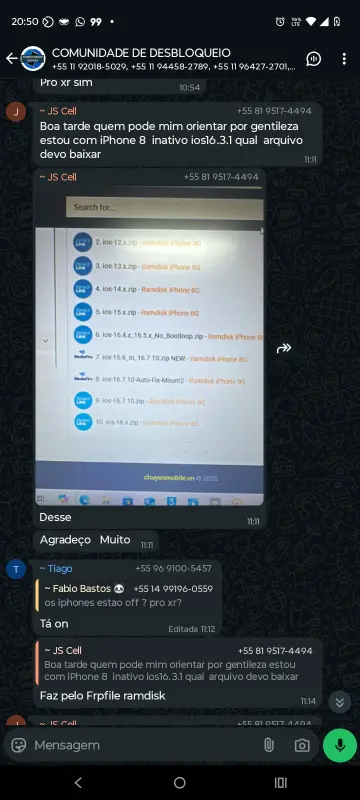 20:50
99
VoWiFi
LTE
COMUNIDADE DE DESBLOQUEIO
+55 11 92018-5029, +55 11 94458-2789, +55 11 96427-2701,...
Pro xr sim
10:54
J
~ JS Cell
+55 81 9517-4494
Boa tarde quem pode mim orientar por gentileza
estou com iPhone 8 inativo ios16.3.1 qual arquivo
devo baixar
11:11
~ JS Cell
+55 81 9517-4494
Search for...
2. ios-12.x.zip - Ramdisk iPhone 8G
3. ios-13.x.zip - Ramdisk iPhone 8G
4. ios-14.x.zip - Ramdisk iPhone 8G
5. ios-15.x.zip - Ramdisk iPhone 8G
6. ios-16.4.x_16.5.x_No_Bootloop.zip - Ramdisk iPhone 8G
MediaFire
7. ios-16.6_to_16.7.10.zip NEW - Ramdisk iPhone 8G
MediaFire
8. ios-16.7.10-Auto-Fix-Mount2 - Ramdisk iPhone 8G
9. ios-16.7.10.zip - Ramdisk iPhone 8G
10. ios-16.x.zip - Ramdisk iPhone 8G
chuyenmobile.vn © 2025
Desse
11:11
Agradeço Muito
11:11
T
~ Tiago
+55 96 9100-5457
~ Fabio Bastos 🐼
+55 14 99196-0559
os iphones estao off ? pro xr?
Tá on
Editada 11:12
~ JS Cell
+55 81 9517-4494
Boa tarde quem pode mim orientar por gentileza
estou com iPhone 8 inativo ios16.3.1 qual arquivo
devo baixar
Faz pelo Frpfile ramdisk
11:14
~ JS Cell
+55 81 9517-4494
Mensagem